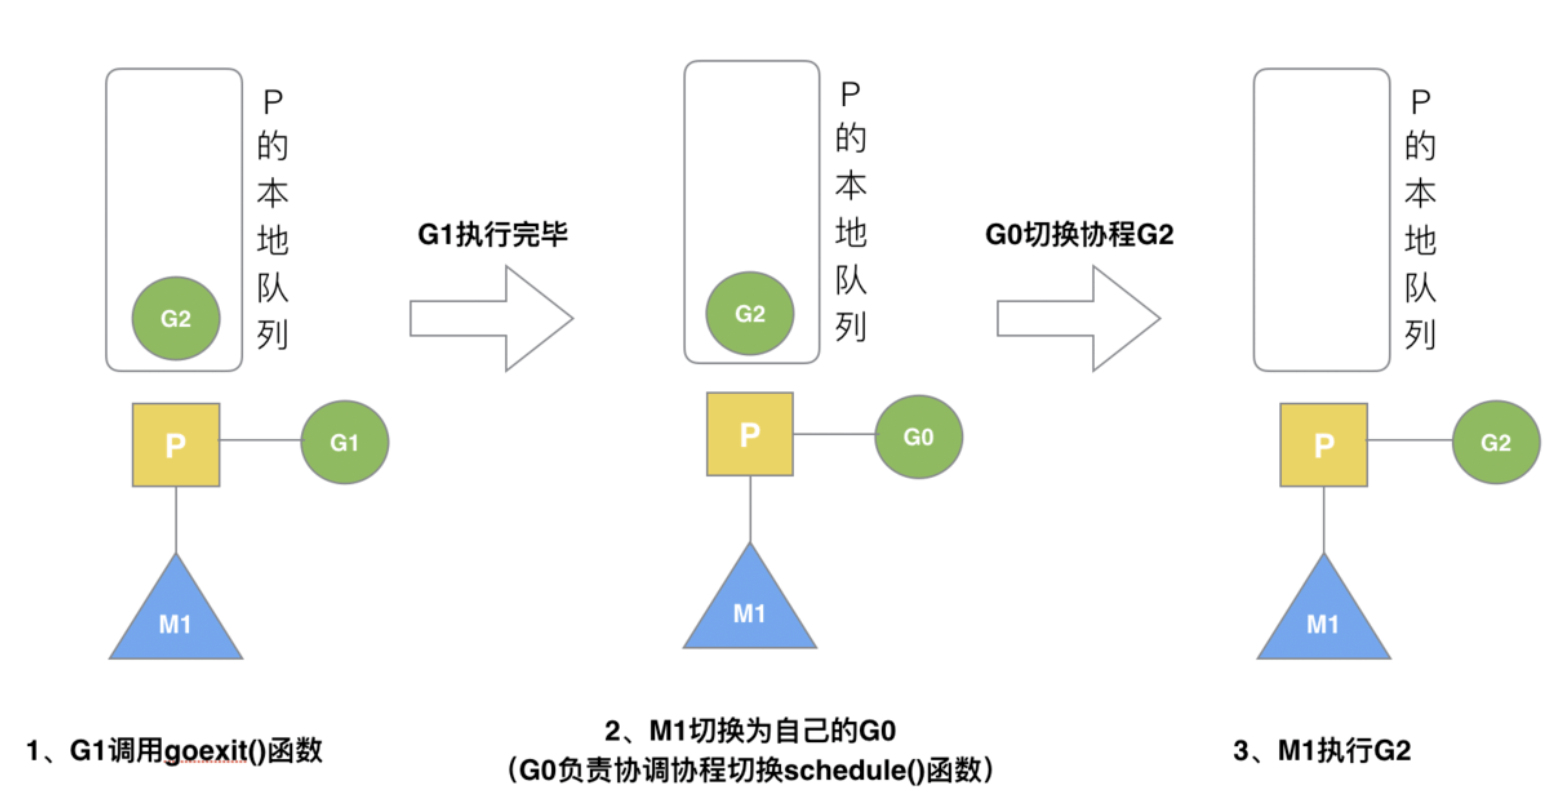 P的本地队列
G2
P
G1
M1
1、G1调用goexit()函数
G1执行完毕
P的本地队列
G2
P
G0
M1
2、M1切换为自己的G0
（G0负责协调协程切换schedule()函数）
G0切换协程G2
P的本地队列
P
G2
M1
3、M1执行G2